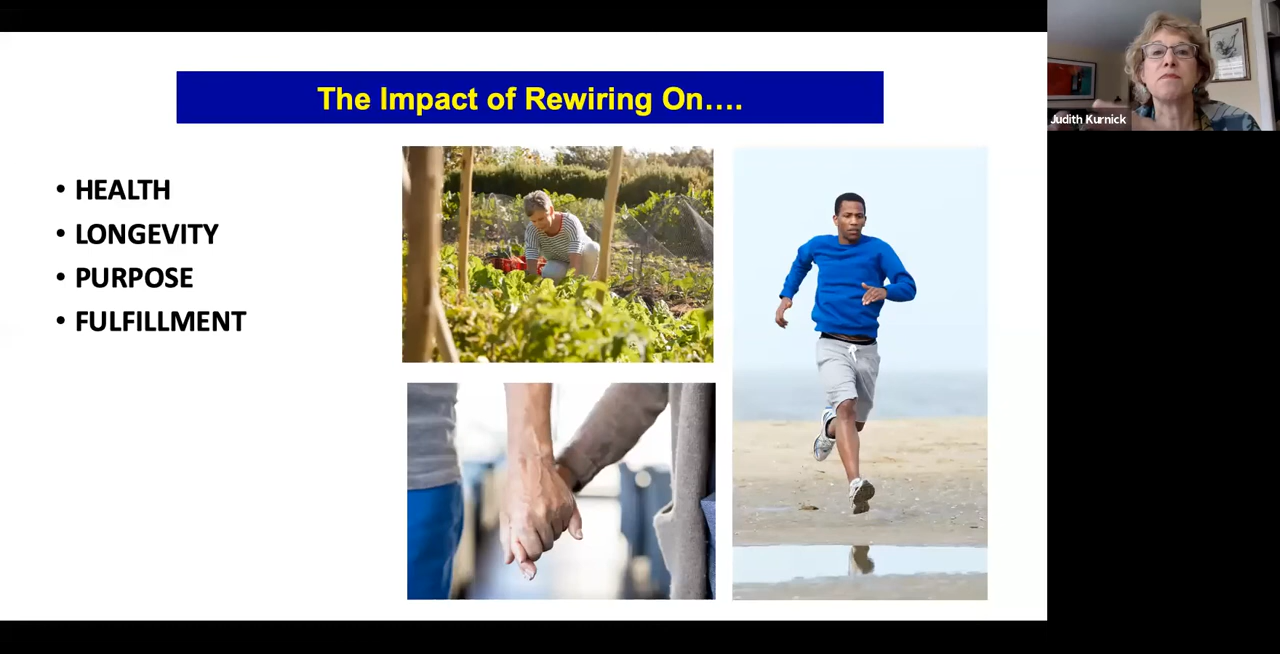 The Impact of Rewiring On....
• HEALTH
• LONGEVITY
• PURPOSE
• FULFILLMENT
Judith Kurnick